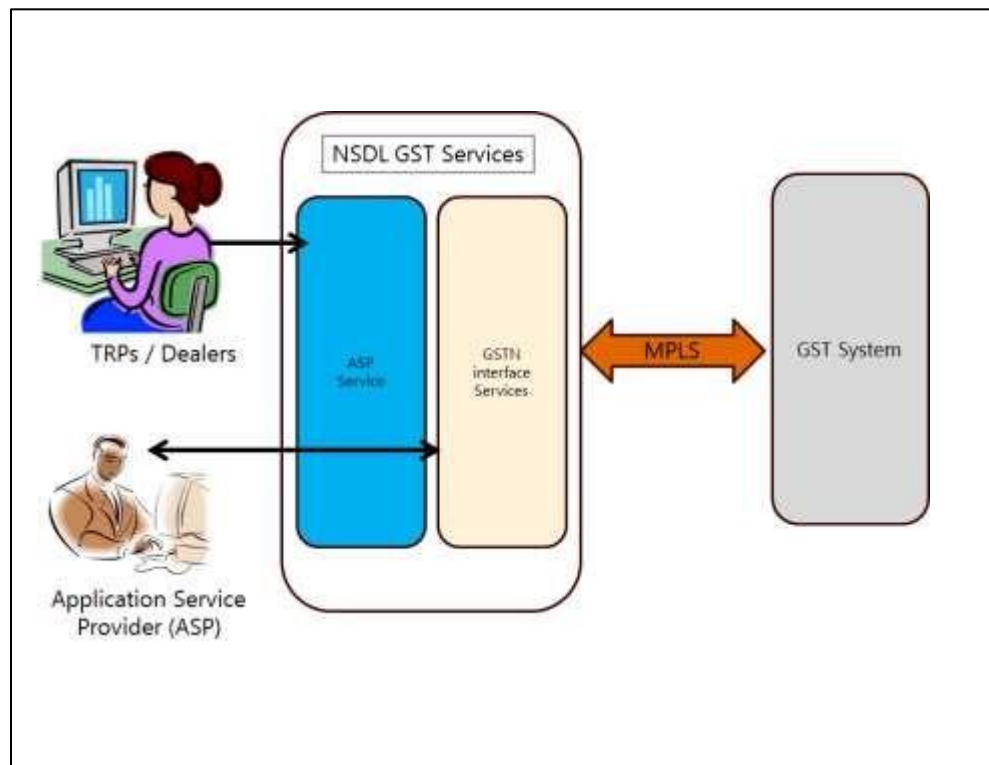 NSDL GST Services
TRPs / Dealers
ASP
Service
GSTN
interface
Services
MPLS
GST System
Application Service
Provider (ASP)